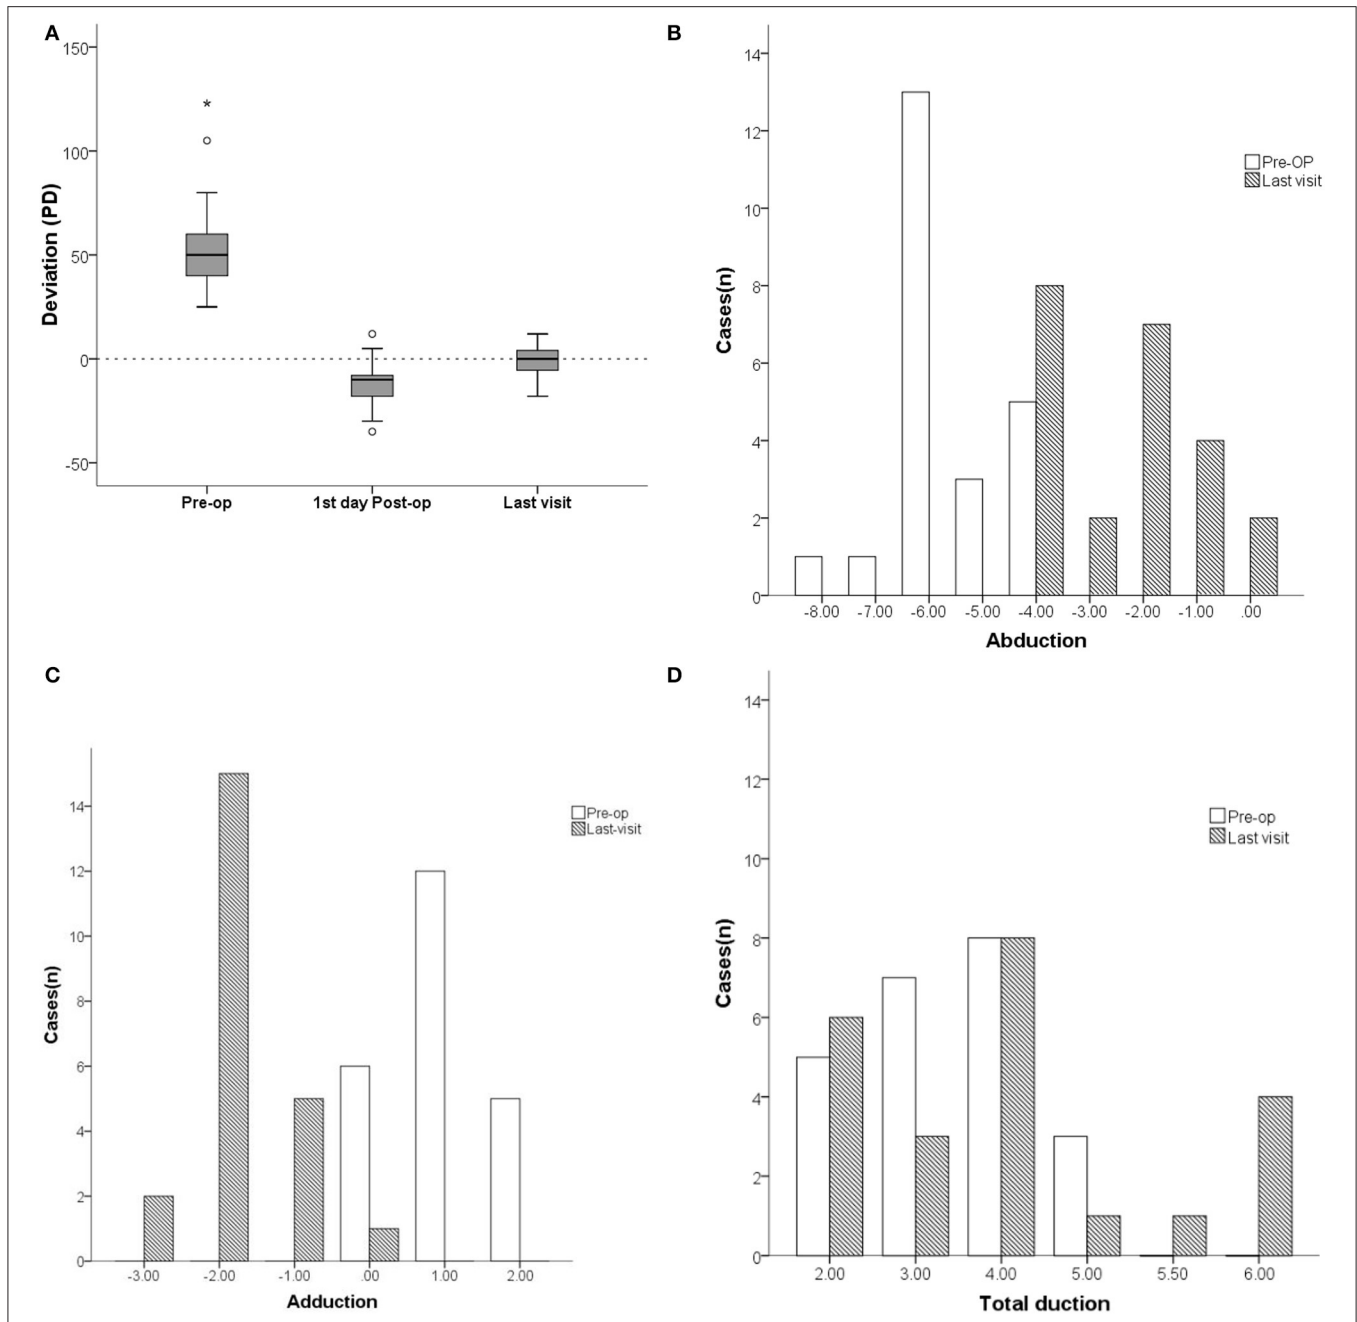 A
150
100
50
0
-50
Deviation (PD)
*
Pre-op 1st day Post-op Last visit
B
14
12
10
8
6
4
2
0
Cases(n)
Pre-OP
Last visit
-8.00 -7.00 -6.00 -5.00 -4.00 -3.00 -2.00 -1.00 .00
Abduction
C
14
12
10
8
6
4
2
0
Cases(n)
Pre-op
Last-visit
-3.00 -2.00 -1.00 .00 1.00 2.00
Adduction
D
14
12
10
8
6
4
2
0
Cases(n)
Pre-op
Last visit
2.00 3.00 4.00 5.00 5.50 6.00
Total duction